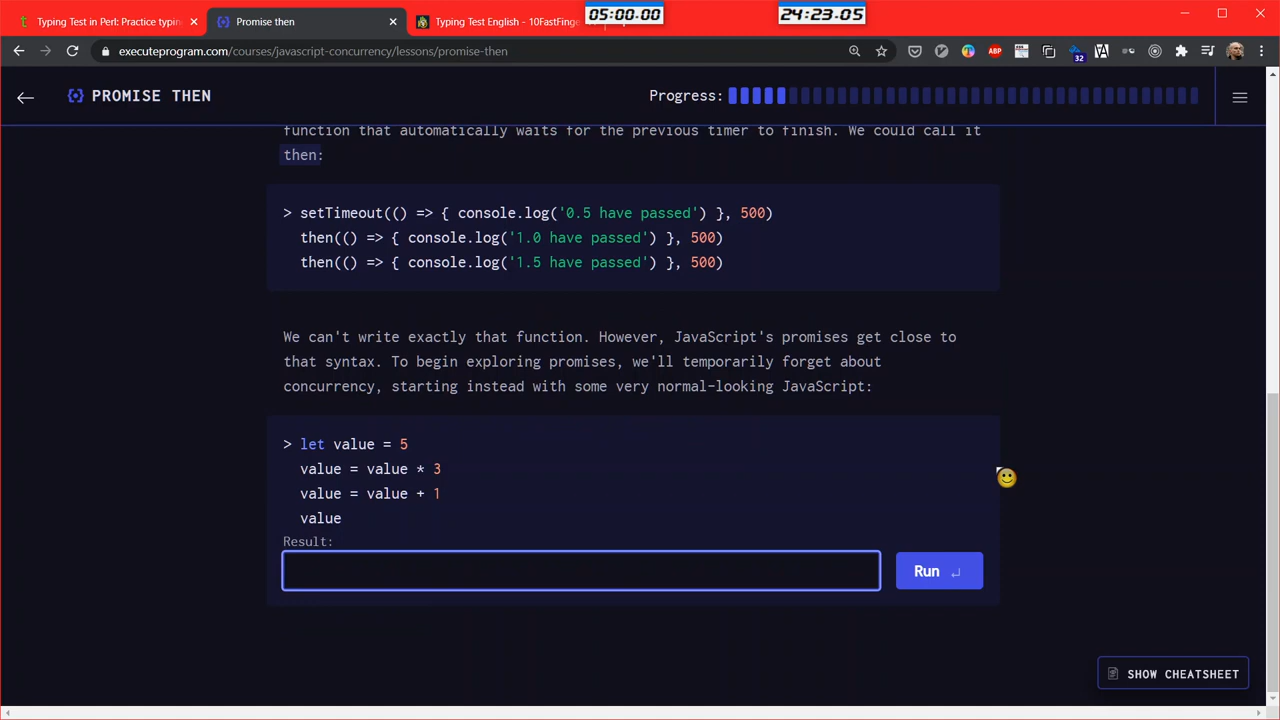 Typing Test in Perl: Practice typin
Promise then
Typing Test English - 10FastFinge
05:00.00
24:23.05
executeprogram.com/courses/javascript-concurrency/lessons/promise-then
ABP
32
PROMISE THEN
Progress:
function that automatically waits for the previous timer to finish. We could call it
then:
> setTimeout(() => { console.log('0.5 have passed') }, 500)
then(() => { console.log('1.0 have passed') }, 500)
then(() => { console.log('1.5 have passed') }, 500)
We can't write exactly that function. However, JavaScript's promises get close to
that syntax. To begin exploring promises, we'll temporarily forget about
concurrency, starting instead with some very normal-looking JavaScript:
> let value = 5
value = value * 3
value = value + 1
value
Result:
Run
SHOW CHEATSHEET